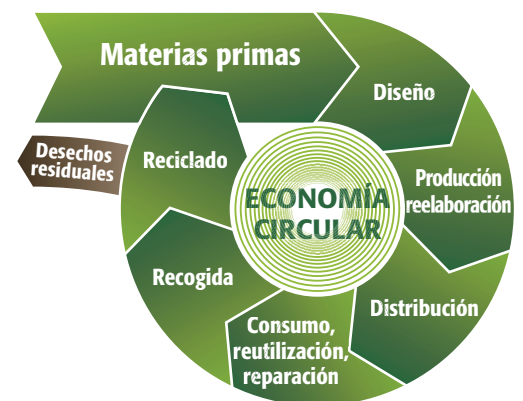 Materias primas
Diseño
Producción
reelaboración
Distribución
Consumo,
reutilización,
reparación
Recogida
Reciclado
Desechos
residuales
ECONOMÍA
CIRCULAR